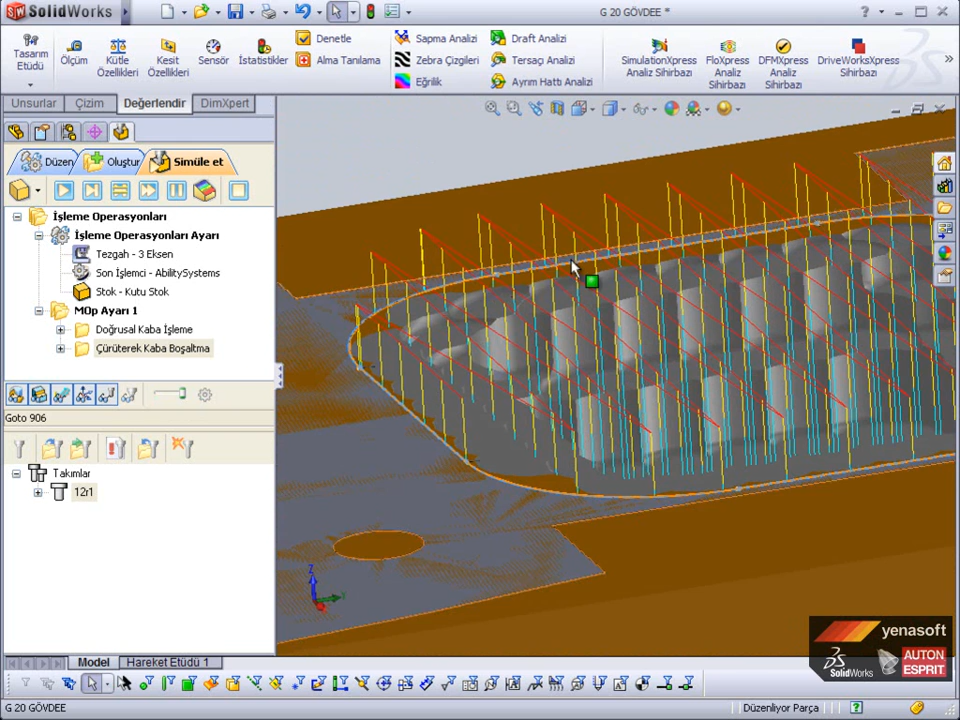 SolidWorks
G 20 GÖVDEE *
Tasarım Etüdü
Ölçüm
Kütle Özellikleri
Kesit Özellikleri
Sensör
İstatistikler
Denetle
Alma Tanılama
Sapma Analizi
Zebra Çizgileri
Eğrilik
Draft Analizi
Tersaçı Analizi
Ayrım Hattı Analizi
SimulationXpress Analiz Sihirbazı
FloXpress Analiz Sihirbazı
DFMXpress Analiz Sihirbazı
DriveWorksXpress Sihirbazı
Unsurlar
Çizim
Değerlendir
DimXpert
Düzen
Oluştur
Simüle et
İşleme Operasyonları
İşleme Operasyonları Ayarı
Tezgah - 3 Eksen
Son İşlemci - AbilitySystems
Stok - Kutu Stok
MOp Ayarı 1
Doğrusal Kaba İşleme
Çürüterek Kaba Boşaltma
Goto 906
Takımlar
12r1
Z
yenasoft
SolidWorks
AUTON
ESPRIT
Model
Hareket Etüdü 1
G 20 GÖVDEE
Düzenliyor Parça